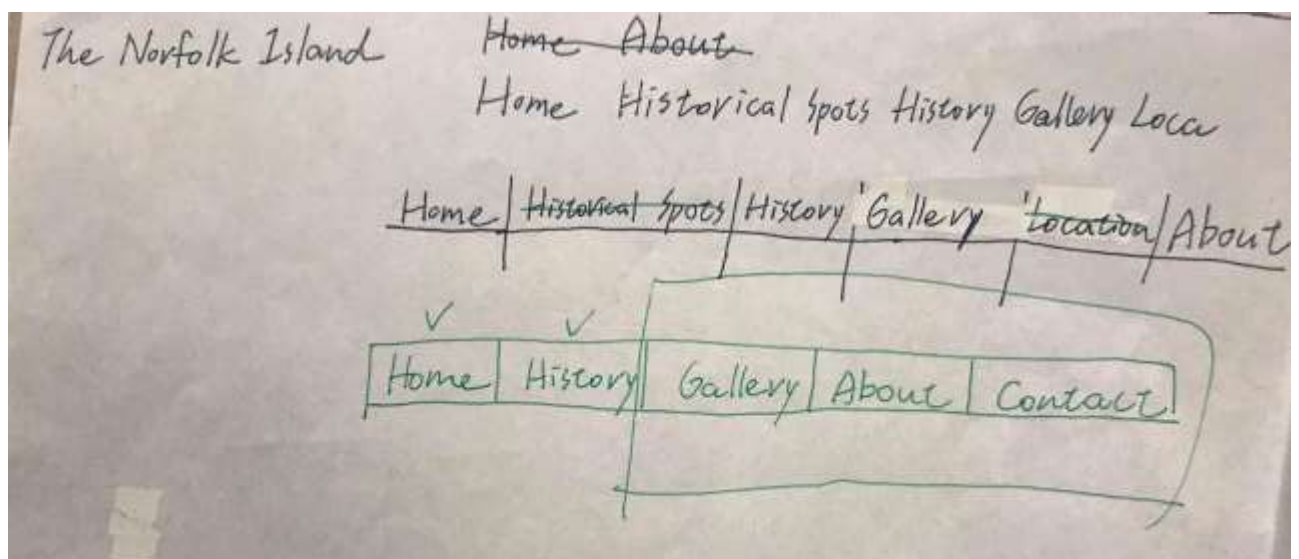 The Norfolk Island Home About
Home Historical Spots History Gallery Loca
Home Historical Spots History Gallery Location About
Home History Gallery About Contact